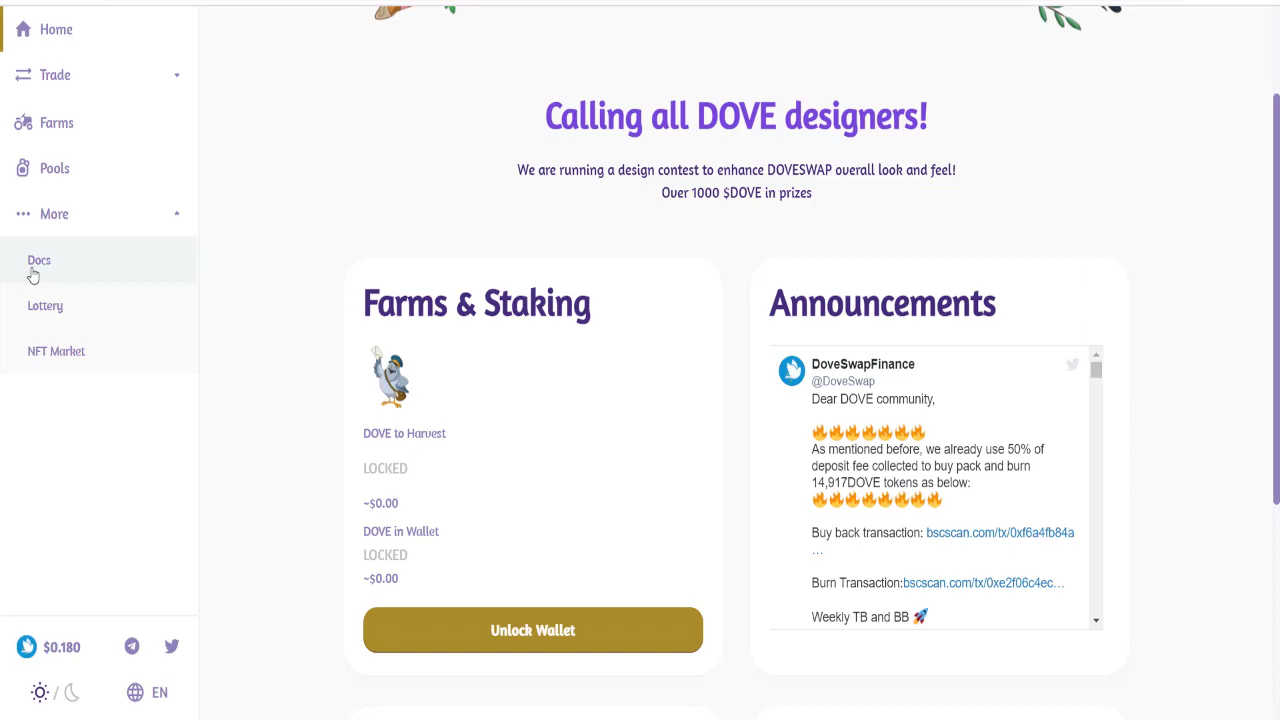 Home
Trade
Farms
Pools
More
Docs
Lottery
NFT Market
$0.180
/
EN
Calling all DOVE designers!
We are running a design contest to enhance DOVESWAP overall look and feel!
Over 1000 $DOVE in prizes
Farms & Staking
DOVE to Harvest
LOCKED
~$0.00
DOVE in Wallet
LOCKED
~$0.00
Unlock Wallet
Announcements
DoveSwapFinance
@DoveSwap
Dear DOVE community,
🔥🔥🔥🔥🔥🔥🔥
As mentioned before, we already use 50% of
deposit fee collected to buy pack and burn
14,917DOVE tokens as below:
🔥🔥🔥🔥🔥🔥🔥🔥
Buy back transaction: bscscan.com/tx/0xf6a4fb84a
…
Burn Transaction:bscscan.com/tx/0xe2f06c4ec…
Weekly TB and BB 🚀